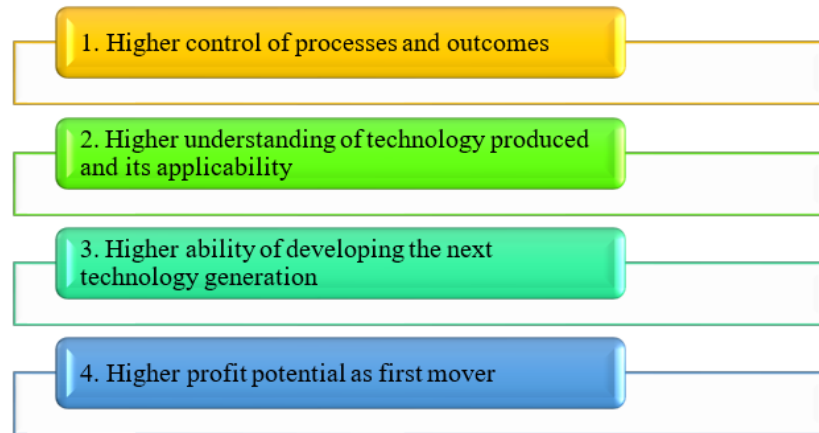 1. Higher control of processes and outcomes
2. Higher understanding of technology produced
and its applicability
3. Higher ability of developing the next
technology generation
4. Higher profit potential as first mover